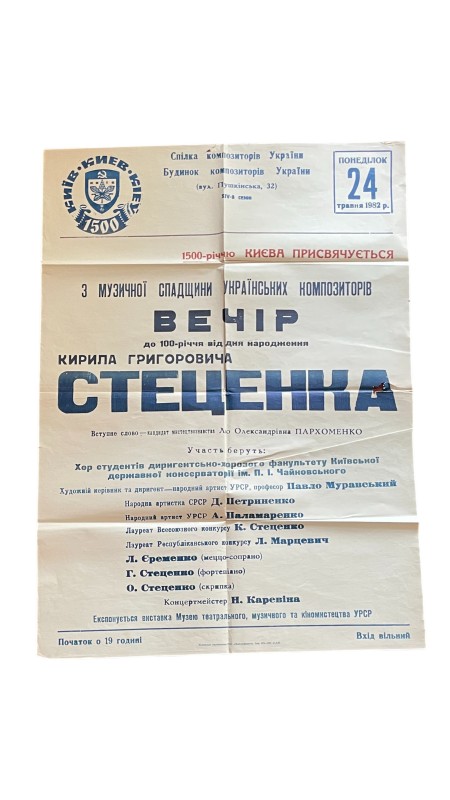 КИЇВ•КИЕВ•KIEV
1500
Спілка композиторів України
Будинок композиторів України
(вул. Пушкінська, 32)
ПОНЕДІЛОК
24
травня 1982 р.
1500-річчю КИЄВА ПРИСВЯЧУЄТЬСЯ
З МУЗИЧНОЇ СПАДЩИНИ УКРАЇНСЬКИХ КОМПОЗИТОРІВ
ВЕЧІР
до 100-річчя від дня народження
КИРИЛА ГРИГОРОВИЧА
СТЕЦЕНКА
Вступне слово — кандидат мистецтвознавства Лю Олександрівна ПАРХОМЕНКО
Участь беруть:
Хор студентів диригентсько-хорового факультету Київської
державної консерваторії ім. П. І. Чайковського
Художній керівник та диригент—народний артист УРСР, професор Павло Муравський
Народна артистка СРСР Д. Петриненко
Народний артист УРСР А. Паламаренко
Лауреат Всесоюзного конкурсу К. Стеценко
Лауреат Республіканського конкурсу Л. Марцевич
Л. Єременко (меццо-сопрано)
Г. Стеценко (фортепіано)
О. Стеценко (скрипка)
Концертмейстер Н. Каревіна
Експонується виставка Музею театрального, музичного та кіномистецтва УРСР
Початок о 19 годині
Вхід вільний